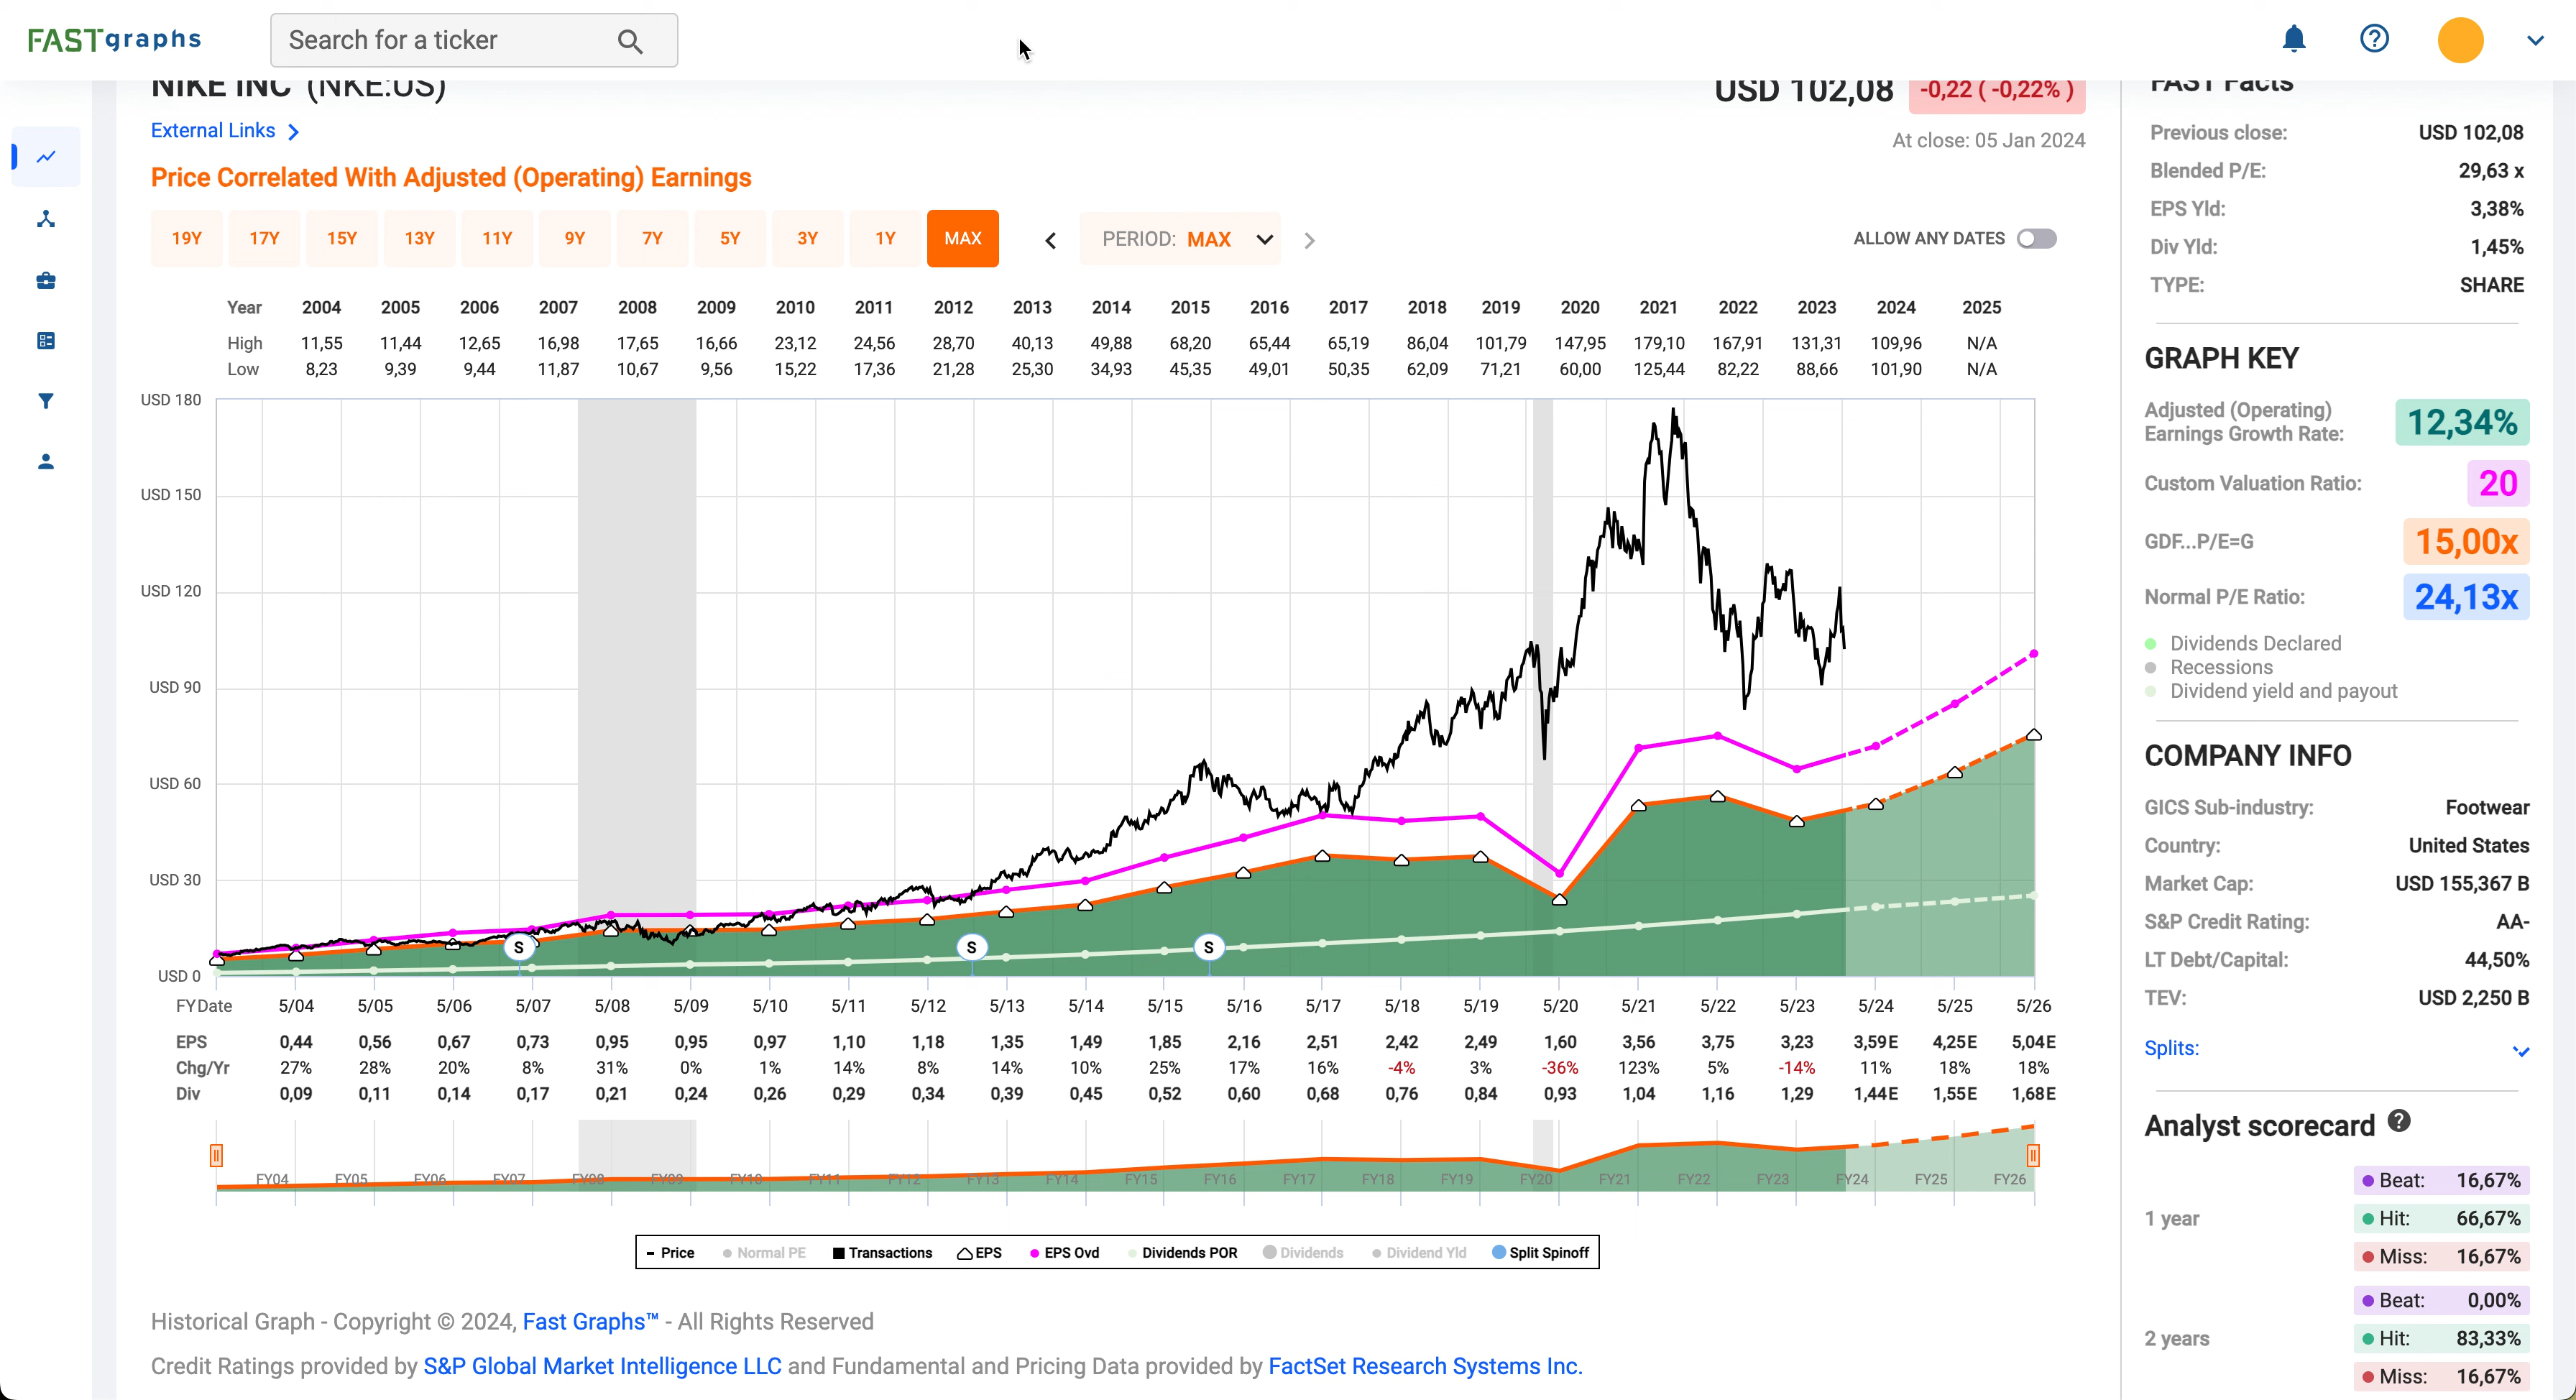 FASTgraphs
Search for a ticker
NIKE INC (NKE:US)
USD 102,08 -0,22 ( -0,22% )
External Links
At close: 05 Jan 2024
Price Correlated With Adjusted (Operating) Earnings
19Y 17Y 15Y 13Y 11Y 9Y 7Y 5Y 3Y 1Y MAX PERIOD: MAX ALLOW ANY DATES
Year 2004 2005 2006 2007 2008 2009 2010 2011 2012 2013 2014 2015 2016 2017 2018 2019 2020 2021 2022 2023 2024 2025
High 11,55 11,44 12,65 16,98 17,65 16,66 23,12 24,56 28,70 40,13 49,88 68,20 65,44 65,19 86,04 101,79 147,95 179,10 167,91 131,31 109,96 N/A
Low 8,23 9,39 9,44 11,87 10,67 9,56 15,22 17,36 21,28 25,30 34,93 45,35 49,01 50,35 62,09 71,21 60,00 125,44 82,22 88,66 101,90 N/A
USD 180
USD 150
USD 120
USD 90
USD 60
USD 30
USD 0
S S S
FYDate 5/04 5/05 5/06 5/07 5/08 5/09 5/10 5/11 5/12 5/13 5/14 5/15 5/16 5/17 5/18 5/19 5/20 5/21 5/22 5/23 5/24 5/25 5/26
EPS 0,44 0,56 0,67 0,73 0,95 0,95 0,97 1,10 1,18 1,35 1,49 1,85 2,16 2,51 2,42 2,49 1,60 3,56 3,75 3,23 3,59E 4,25E 5,04E
Chg/Yr 27% 28% 20% 8% 31% 0% 1% 14% 8% 14% 10% 25% 17% 16% -4% 3% -36% 123% 5% -14% 11% 18% 18%
Div 0,09 0,11 0,14 0,17 0,21 0,24 0,26 0,29 0,34 0,39 0,45 0,52 0,60 0,68 0,76 0,84 0,93 1,04 1,16 1,29 1,44E 1,55E 1,68E
FY04 FY05 FY06 FY07 FY08 FY09 FY10 FY11 FY12 FY13 FY14 FY15 FY16 FY17 FY18 FY19 FY20 FY21 FY22 FY23 FY24 FY25 FY26
Price Normal PE Transactions EPS EPS Ovd Dividends POR Dividends Dividend Yld Split Spinoff
Historical Graph - Copyright © 2024, Fast Graphs™ - All Rights Reserved
Credit Ratings provided by S&P Global Market Intelligence LLC and Fundamental and Pricing Data provided by FactSet Research Systems Inc.
FAST Facts
Previous close: USD 102,08
Blended P/E: 29,63 x
EPS Yld: 3,38%
Div Yld: 1,45%
TYPE: SHARE
GRAPH KEY
Adjusted (Operating)
Earnings Growth Rate: 12,34%
Custom Valuation Ratio: 20
GDF...P/E=G 15,00x
Normal P/E Ratio: 24,13x
Dividends Declared
Recessions
Dividend yield and payout
COMPANY INFO
GICS Sub-industry: Footwear
Country: United States
Market Cap: USD 155,367 B
S&P Credit Rating: AA-
LT Debt/Capital: 44,50%
TEV: USD 2,250 B
Splits:
Analyst scorecard ?
Beat: 16,67%
1 year Hit: 66,67%
Miss: 16,67%
Beat: 0,00%
2 years Hit: 83,33%
Miss: 16,67%